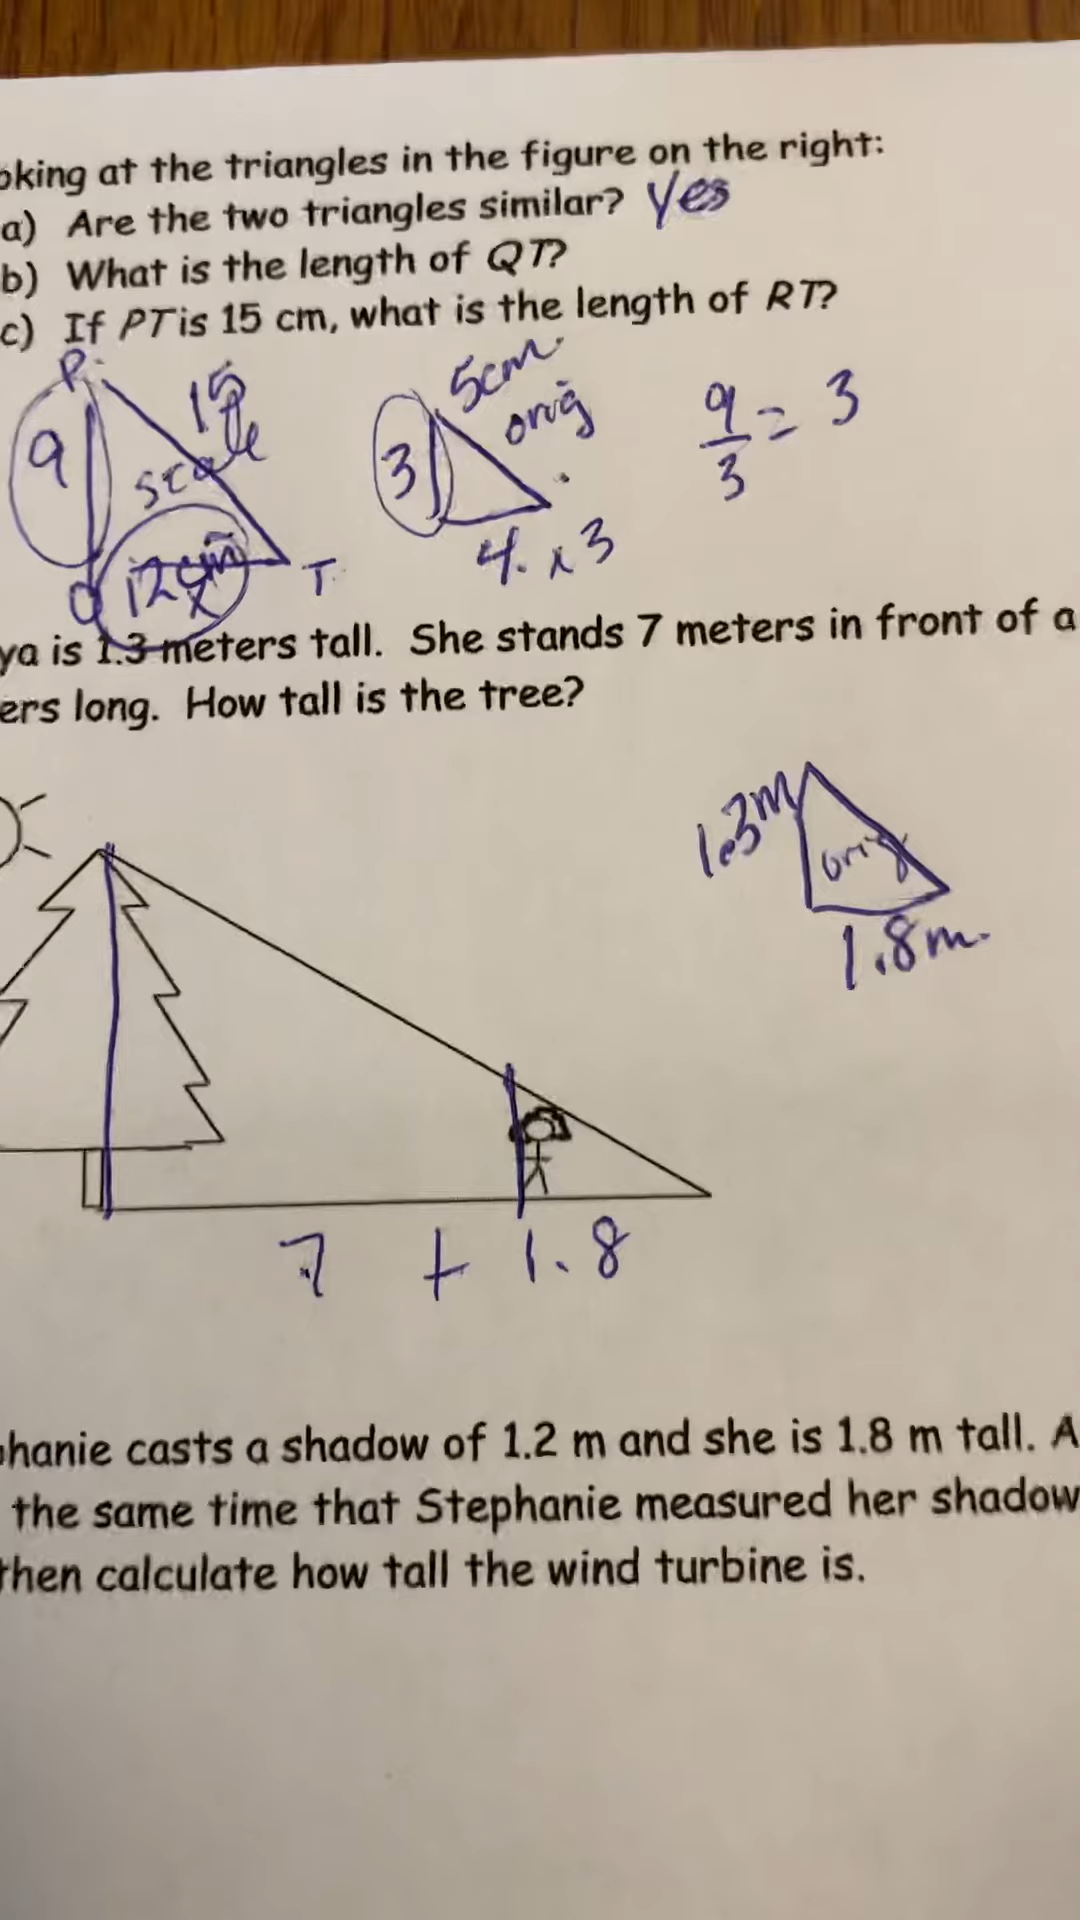 oking at the triangles in the figure on the right:
a) Are the two triangles similar? Yes
b) What is the length of QT?
c) If PT is 15 cm, what is the length of RT?
P.
9
15
scale
12cm
Q
T.
3
5cm.
orig
4. x 3
9/3 = 3
ya is 1.3 meters tall. She stands 7 meters in front of a
ers long. How tall is the tree?
1.3m
orig
1.8m.
7 + 1.8
phanie casts a shadow of 1.2 m and she is 1.8 m tall. A
the same time that Stephanie measured her shadow
then calculate how tall the wind turbine is.